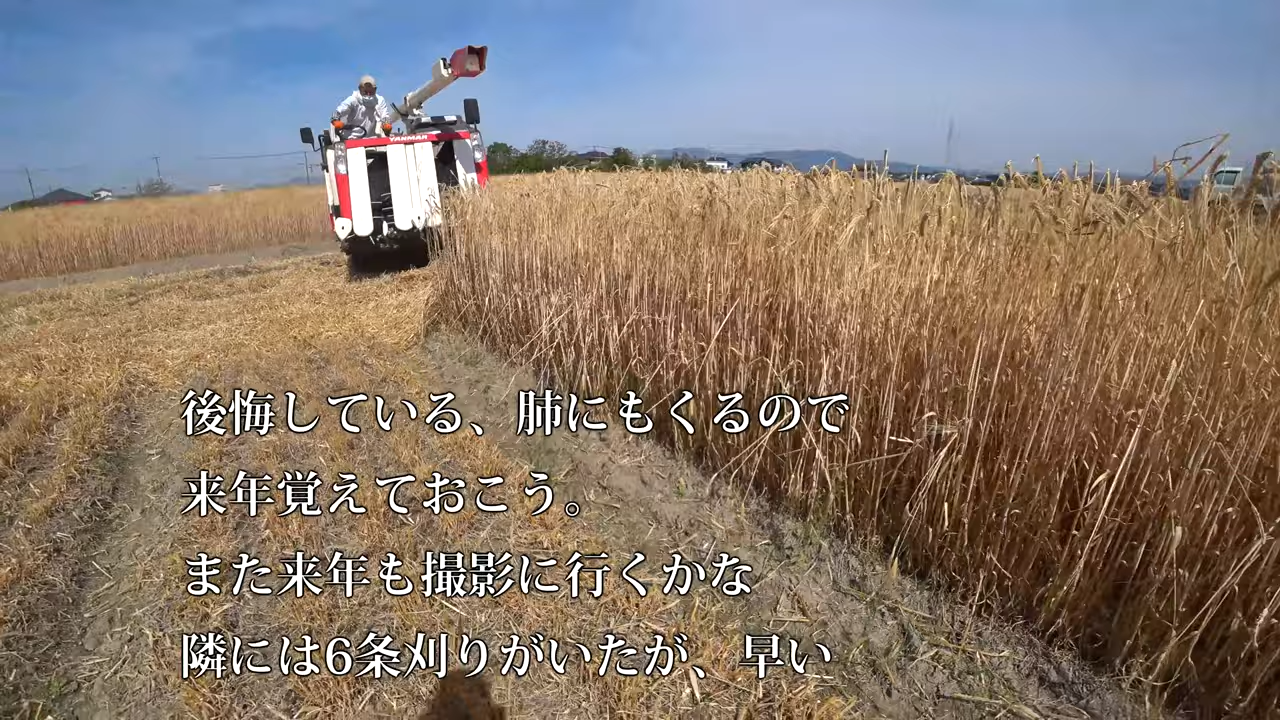 YANMAR
後悔している、肺にもくるので
来年覚えておこう。
また来年も撮影に行くかな
隣には6条刈りがいたが、早い